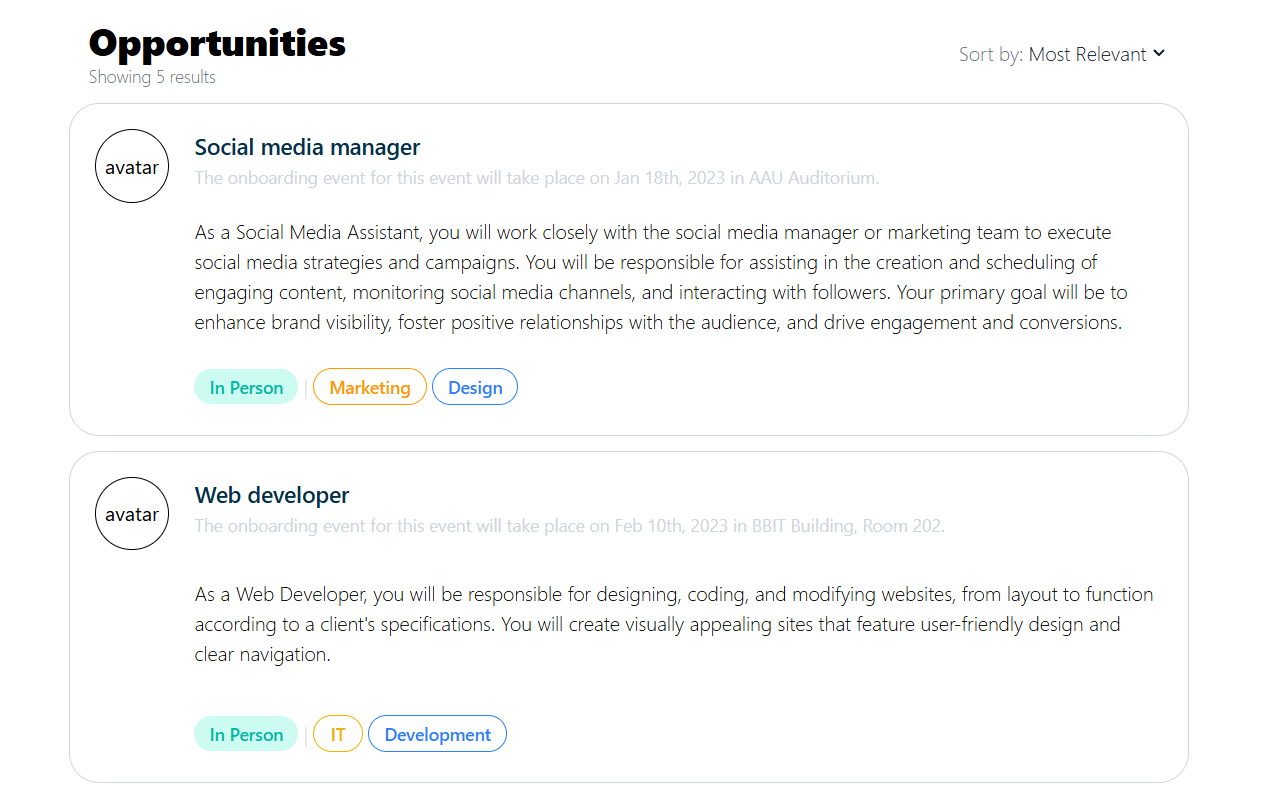 Opportunities
Showing 5 results
Sort by: Most Relevant
avatar
Social media manager
The onboarding event for this event will take place on Jan 18th, 2023 in AAU Auditorium.
As a Social Media Assistant, you will work closely with the social media manager or marketing team to execute
social media strategies and campaigns. You will be responsible for assisting in the creation and scheduling of
engaging content, monitoring social media channels, and interacting with followers. Your primary goal will be to
enhance brand visibility, foster positive relationships with the audience, and drive engagement and conversions.
In Person | Marketing Design
avatar
Web developer
The onboarding event for this event will take place on Feb 10th, 2023 in BBIT Building, Room 202.
As a Web Developer, you will be responsible for designing, coding, and modifying websites, from layout to function
according to a client's specifications. You will create visually appealing sites that feature user-friendly design and
clear navigation.
In Person | IT Development